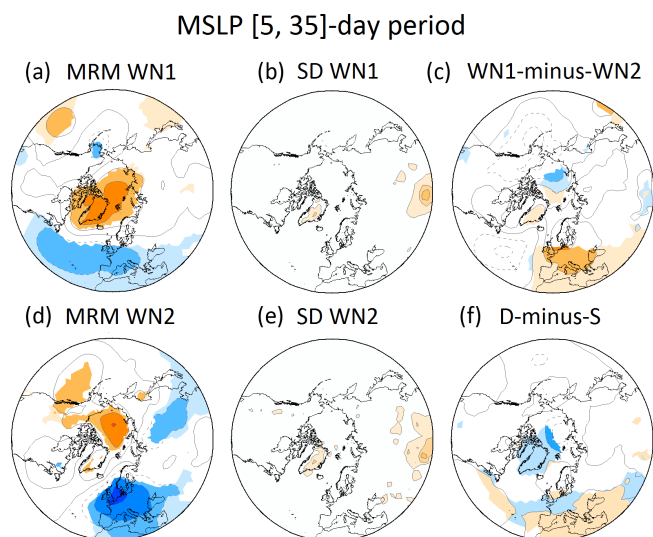 MSLP [5, 35]-day period
(a) MRM WN1
(b) SD WN1
(c) WN1-minus-WN2
(d) MRM WN2
(e) SD WN2
(f) D-minus-S